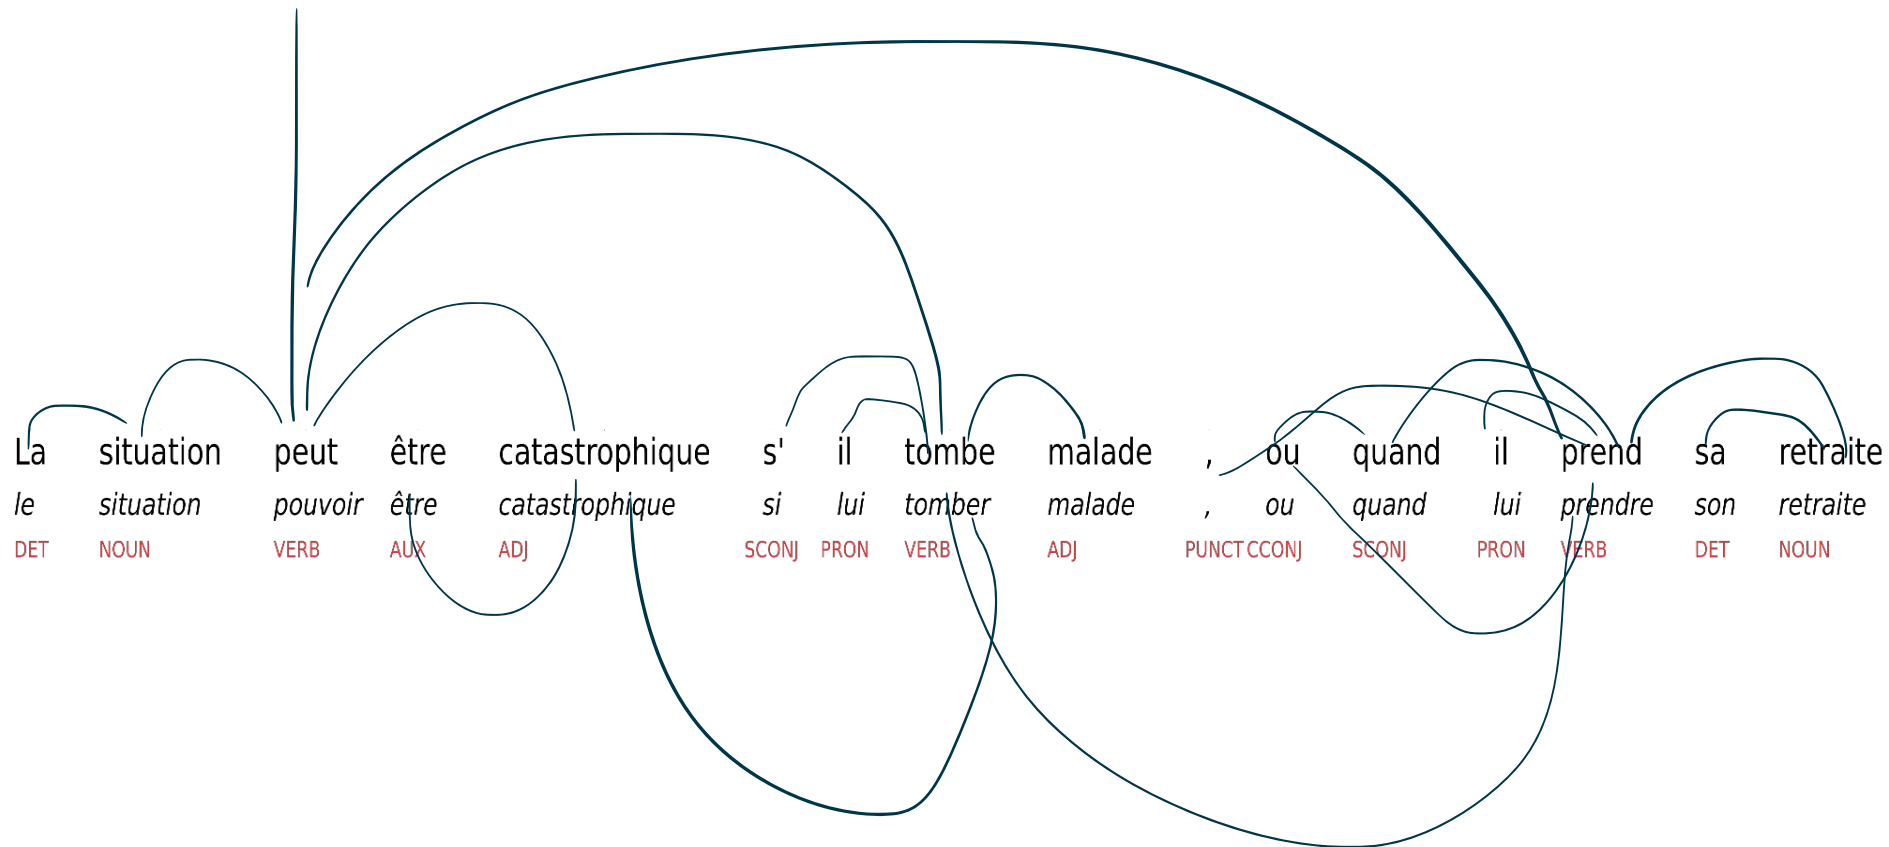 La situation peut être catastrophique s' il tombe malade , ou quand il prend sa retraite
le situation pouvoir être catastrophique si lui tomber malade , ou quand lui prendre son retraite
DET NOUN VERB AUX ADJ SCONJ PRON VERB ADJ PUNCT CCONJ SCONJ PRON VERB DET NOUN